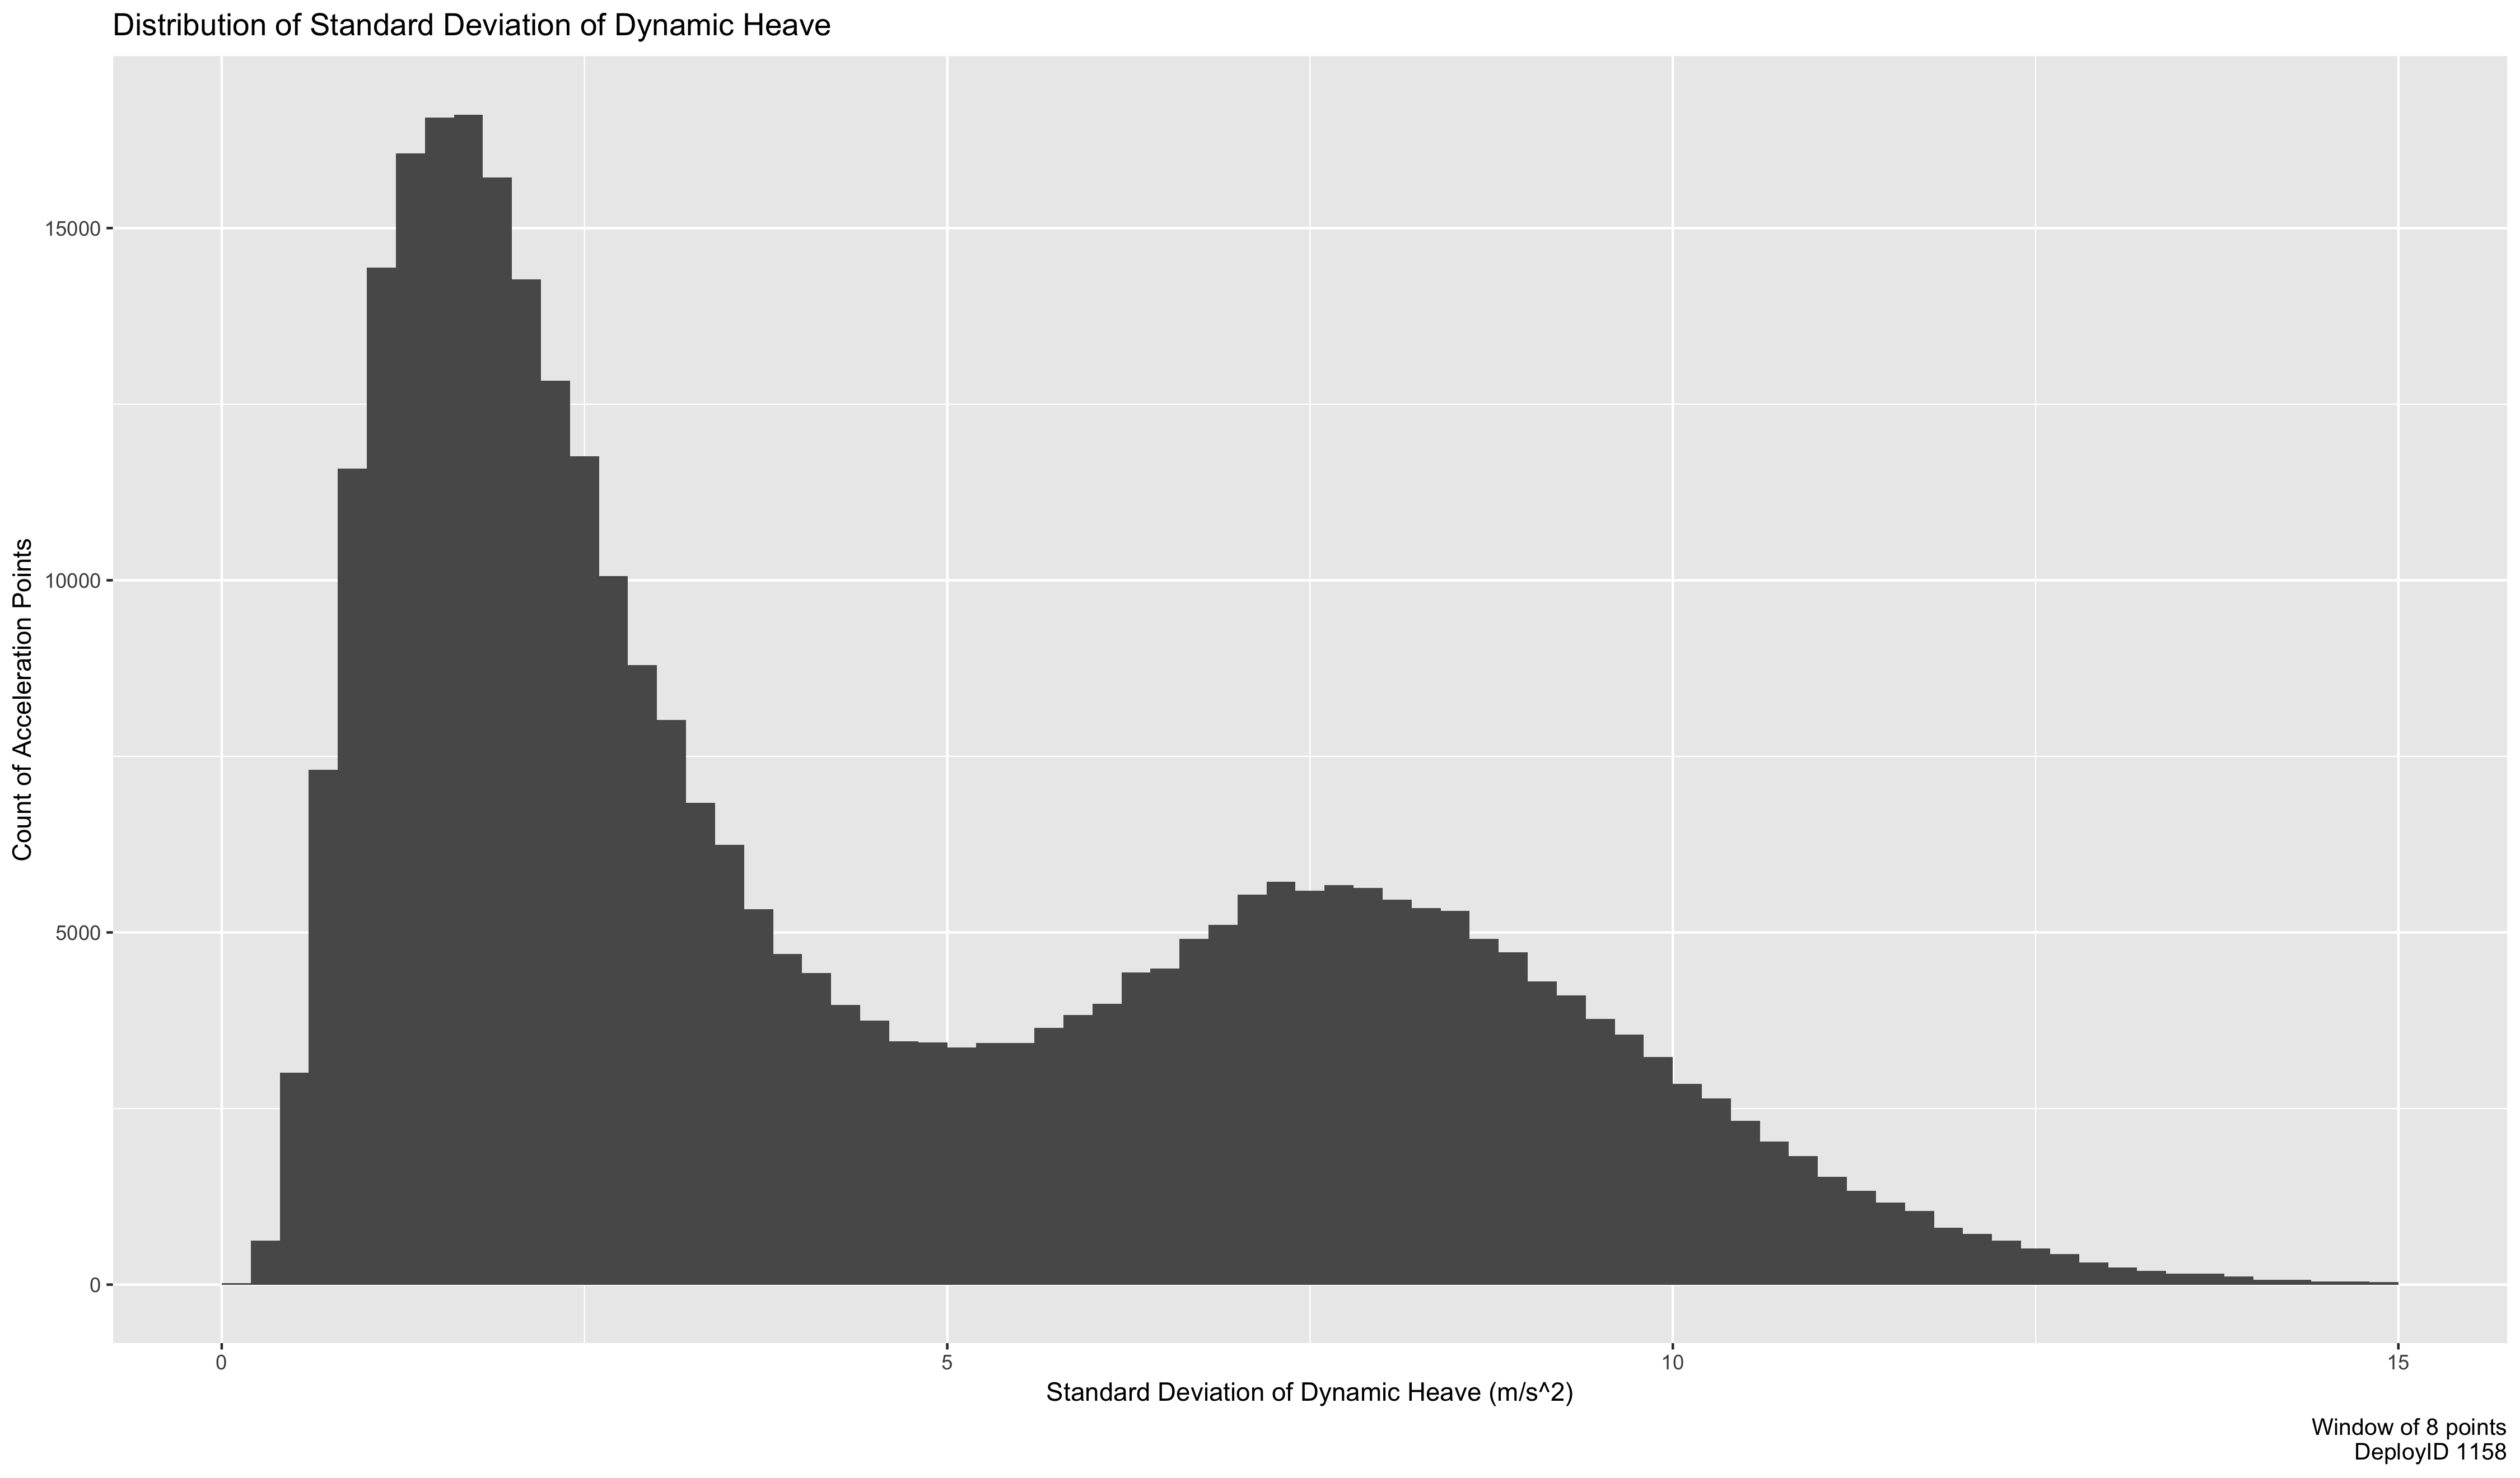 Distribution of Standard Deviation of Dynamic Heave
Count of Acceleration Points
15000
10000
5000
0
0
5
10
15
Standard Deviation of Dynamic Heave (m/s^2)
Window of 8 points
DeployID 1158